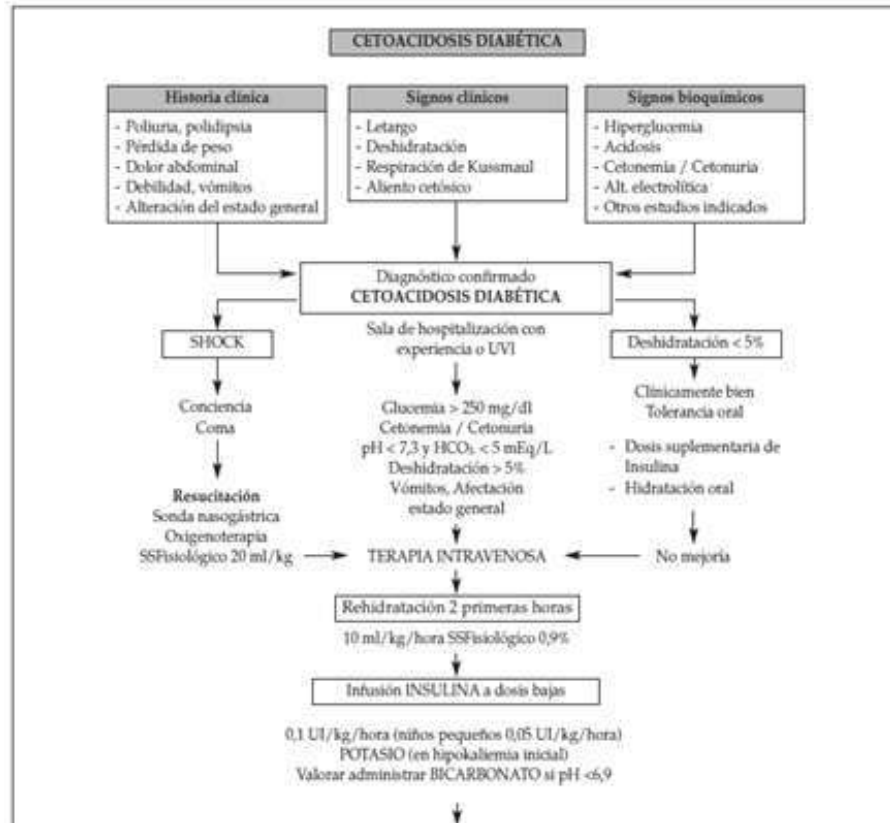 CETOACIDOSIS DIABÉTICA
Historia clínica
- Poliuria, polidipsia
- Pérdida de peso
- Dolor abdominal
- Debilidad, vómitos
- Alteración del estado general
Signos clínicos
- Letargo
- Deshidratación
- Respiración de Kussmaul
- Aliento cetósico
Signos bioquímicos
- Hiperglucemia
- Acidosis
- Cetonemia / Cetonuria
- Alt. electrolítica
- Otros estudios indicados
Diagnóstico confirmado
CETOACIDOSIS DIABÉTICA
SHOCK
Conciencia
Coma
Resucitación
Sonda nasogástrica
Oxigenoterapia
SSFisiológico 20 ml/kg
Sala de hospitalización con
experiencia o UVI
Glucemia > 250 mg/dl
Cetonemia / Cetonuria
pH < 7,3 y HCO₃ < 5 mEq/L
Deshidratación > 5%
Vómitos, Afectación
estado general
Deshidratación < 5%
Clínicamente bien
Tolerancia oral
- Dosis suplementaria de
Insulina
- Hidratación oral
No mejoría
TERAPIA INTRAVENOSA
Rehidratación 2 primeras horas
10 ml/kg/hora SSFisiológico 0,9%
Infusión INSULINA a dosis bajas
0,1 UI/kg/hora (niños pequeños 0,05 UI/kg/hora)
POTASIO (en hipokaliemia inicial)
Valorar administrar BICARBONATO si pH <6,9